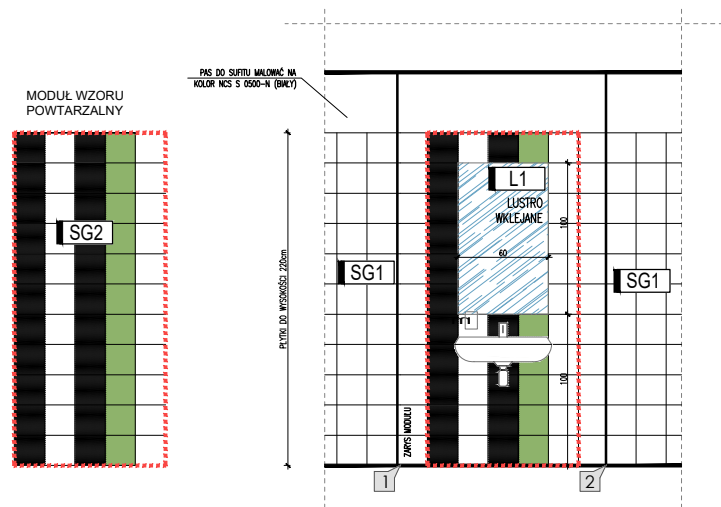 PAS DO SUFITU MALOWAĆ NA
KOLOR NCS S 0500-N (BIAŁY)
MODUŁ WZORU
POWTARZALNY
SG2
PŁYTKI DO WYSOKOŚCI 220cm
SG1
L1
LUSTRO
WKLEJANE
100
60
SG1
100
ZARYS MODUŁU
1
2